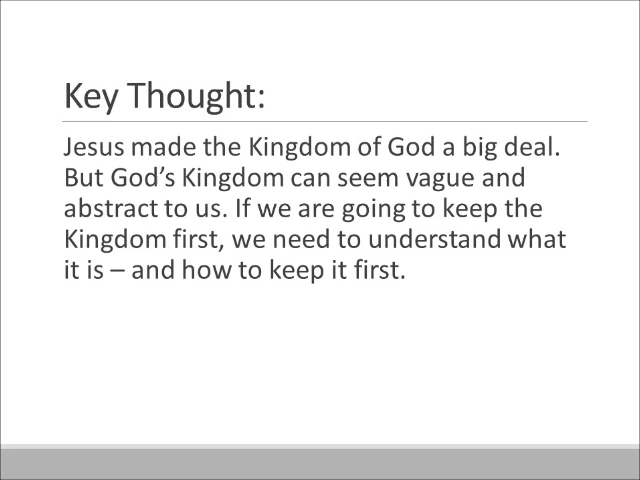 Key Thought:
Jesus made the Kingdom of God a big deal.
But God’s Kingdom can seem vague and
abstract to us. If we are going to keep the
Kingdom first, we need to understand what
it is – and how to keep it first.